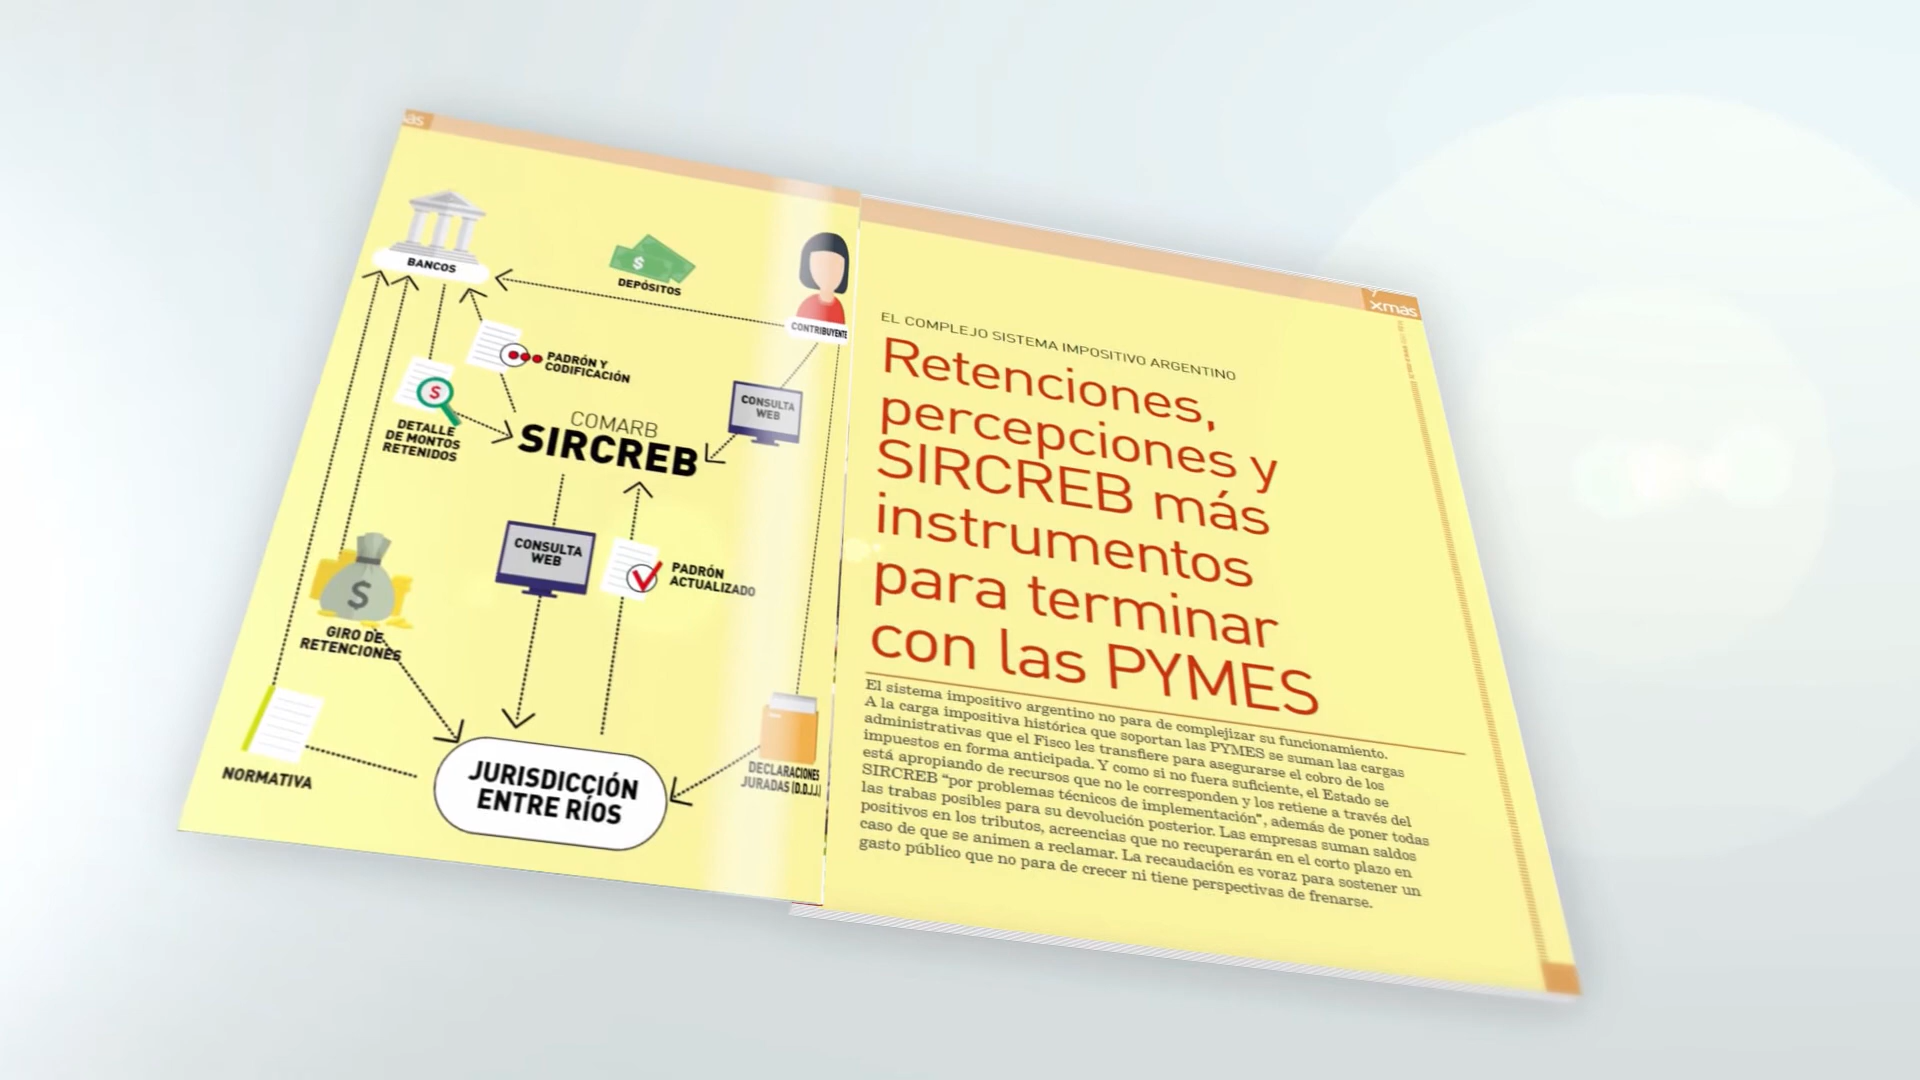 as
BANCOS
DEPÓSITOS
CONTRIBUYENTE
PADRÓN Y
CODIFICACIÓN
CONSULTA
WEB
DETALLE
DE MONTOS
RETENIDOS
COMARB
SIRCREB
CONSULTA
WEB
PADRÓN
ACTUALIZADO
GIRO DE
RETENCIONES
NORMATIVA
JURISDICCIÓN
ENTRE RÍOS
DECLARACIONES
JURADAS (D.D.J.J.)
xmas
EL COMPLEJO SISTEMA IMPOSITIVO ARGENTINO
Retenciones,
percepciones y
SIRCREB más
instrumentos
para terminar
con las PYMES
El sistema impositivo argentino no para de complejizar su funcionamiento.
A la carga impositiva histórica que soportan las PYMES se suman las cargas
administrativas que el Fisco les transfiere para asegurarse el cobro de los
impuestos en forma anticipada. Y como si no fuera suficiente, el Estado se
está apropiando de recursos que no le corresponden y los retiene a través del
SIRCREB "por problemas técnicos de implementación", además de poner todas
las trabas posibles para su devolución posterior. Las empresas suman saldos
positivos en los tributos, acreencias que no recuperarán en el corto plazo en
caso de que se animen a reclamar. La recaudación es voraz para sostener un
gasto público que no para de crecer ni tiene perspectivas de frenarse.